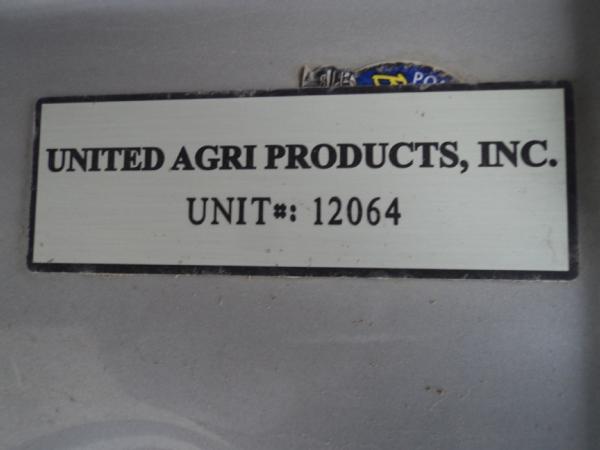 UNITED AGRI PRODUCTS, INC.
UNIT#: 12064